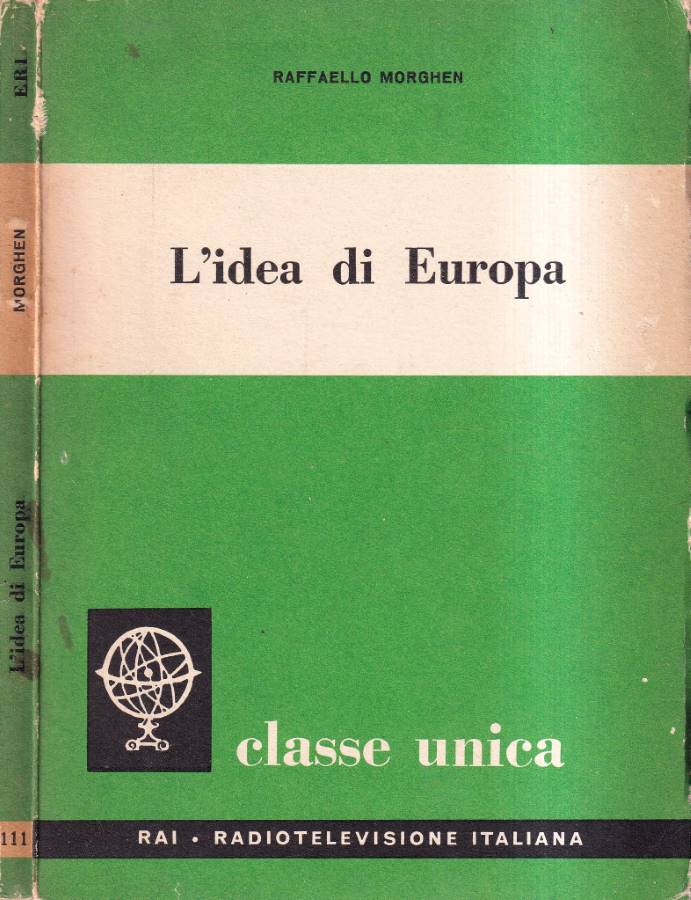 RAFFAELLO MORGHEN
L'idea di Europa
classe unica
RAI • RADIOTELEVISIONE ITALIANA
ERI
MORGHEN
L'idea di Europa
111